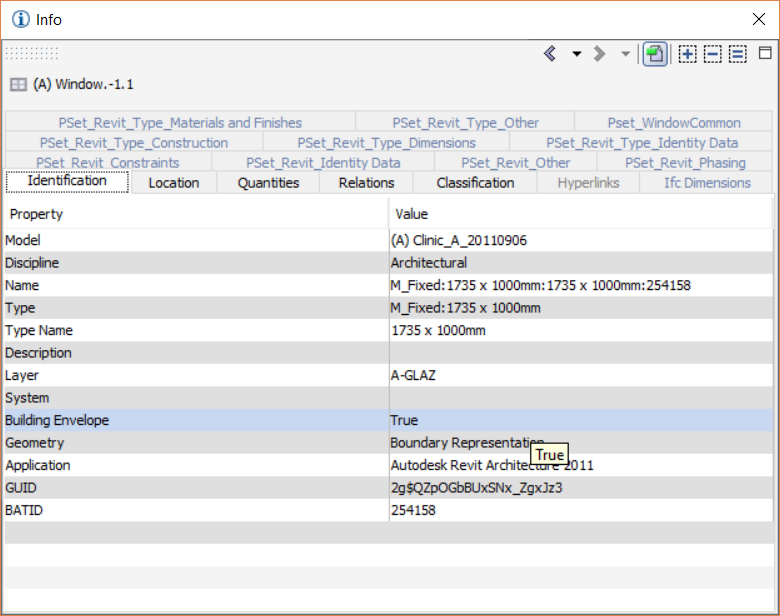 Info
(A) Window.-1.1
PSet_Revit_Type_Materials and Finishes PSet_Revit_Type_Other Pset_WindowCommon
PSet_Revit_Type_Construction PSet_Revit_Type_Dimensions PSet_Revit_Type_Identity Data
PSet_Revit_Constraints PSet_Revit_Identity Data PSet_Revit_Other PSet_Revit_Phasing
Identification Location Quantities Relations Classification Hyperlinks Ifc Dimensions
Property Value
Model (A) Clinic_A_20110906
Discipline Architectural
Name M_Fixed:1735 x 1000mm:1735 x 1000mm:254158
Type M_Fixed:1735 x 1000mm
Type Name 1735 x 1000mm
Description
Layer A-GLAZ
System
Building Envelope True
Geometry Boundary Representation
True
Application Autodesk Revit Architecture 2011
GUID 2g$QZpOGbBUxSNx_ZgxJz3
BATID 254158